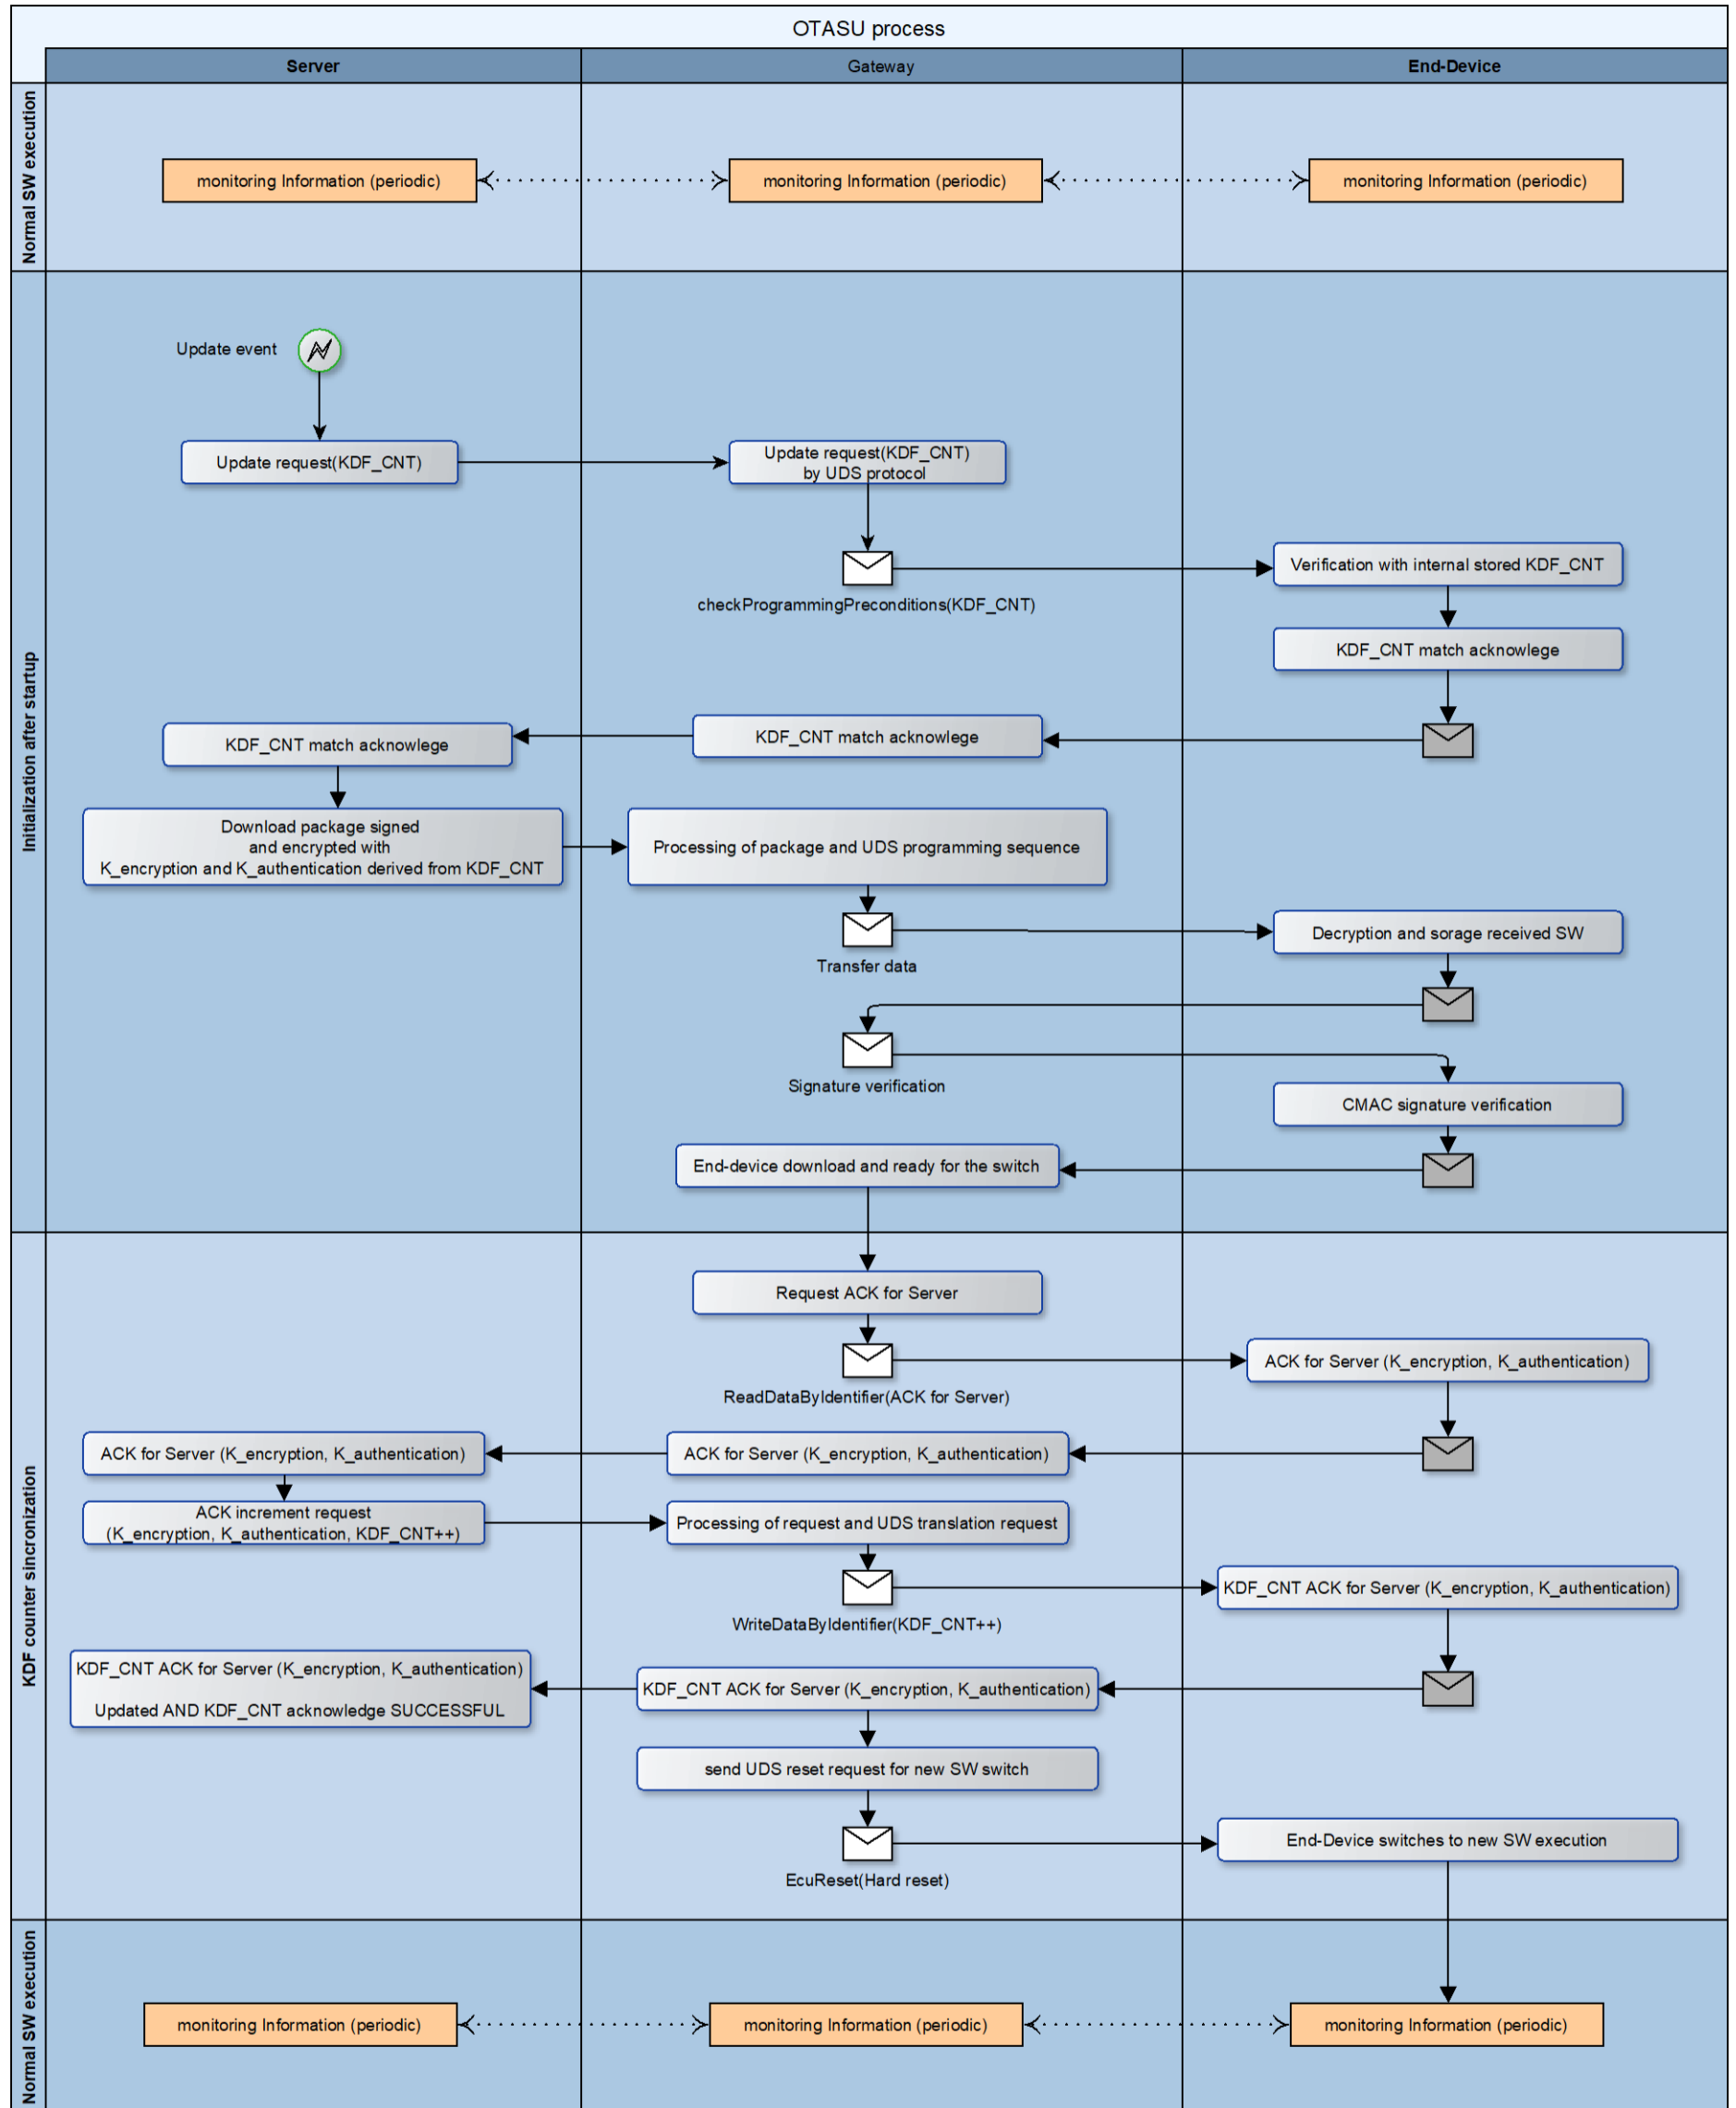 OTASU process
Server
Gateway
End-Device
Normal SW execution
monitoring Information (periodic)
monitoring Information (periodic)
monitoring Information (periodic)
Initialization after startup
Update event
Update request(KDF_CNT)
Update request(KDF_CNT)
by UDS protocol
checkProgrammingPreconditions(KDF_CNT)
Verification with internal stored KDF_CNT
KDF_CNT match acknowlege
KDF_CNT match acknowlege
KDF_CNT match acknowlege
Download package signed
and encrypted with
K_encryption and K_authentication derived from KDF_CNT
Processing of package and UDS programming sequence
Transfer data
Decryption and sorage received SW
Signature verification
CMAC signature verification
End-device download and ready for the switch
KDF counter sincronization
Request ACK for Server
ReadDataByIdentifier(ACK for Server)
ACK for Server (K_encryption, K_authentication)
ACK for Server (K_encryption, K_authentication)
ACK for Server (K_encryption, K_authentication)
ACK increment request
(K_encryption, K_authentication, KDF_CNT++)
Processing of request and UDS translation request
WriteDataByIdentifier(KDF_CNT++)
KDF_CNT ACK for Server (K_encryption, K_authentication)
KDF_CNT ACK for Server (K_encryption, K_authentication)
KDF_CNT ACK for Server (K_encryption, K_authentication)
Updated AND KDF_CNT acknowledge SUCCESSFUL
send UDS reset request for new SW switch
EcuReset(Hard reset)
End-Device switches to new SW execution
Normal SW execution
monitoring Information (periodic)
monitoring Information (periodic)
monitoring Information (periodic)